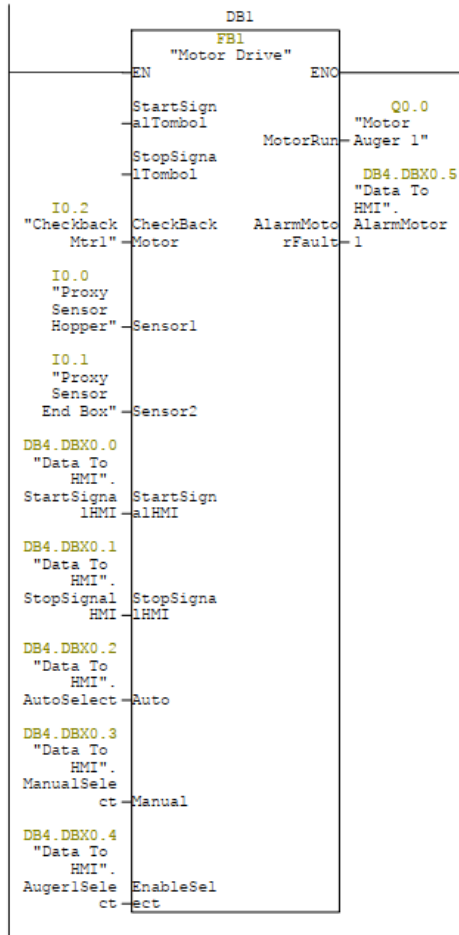 DB1
FB1
"Motor Drive"
EN ENO
StartSign
alTombol
Q0.0
"Motor
MotorRun Auger 1"
StopSigna
lTombol
DB4.DBX0.5
"Data To
HMI".
I0.2
"Checkback CheckBack AlarmMoto AlarmMotor
Mtr1" Motor rFault 1
I0.0
"Proxy
Sensor
Hopper" Sensor1
I0.1
"Proxy
Sensor
End Box" Sensor2
DB4.DBX0.0
"Data To
HMI".
StartSigna StartSign
lHMI alHMI
DB4.DBX0.1
"Data To
HMI".
StopSignal StopSigna
HMI lHMI
DB4.DBX0.2
"Data To
HMI".
AutoSelect Auto
DB4.DBX0.3
"Data To
HMI".
ManualSele
ct Manual
DB4.DBX0.4
"Data To
HMI".
Auger1Sele EnableSel
ct ect